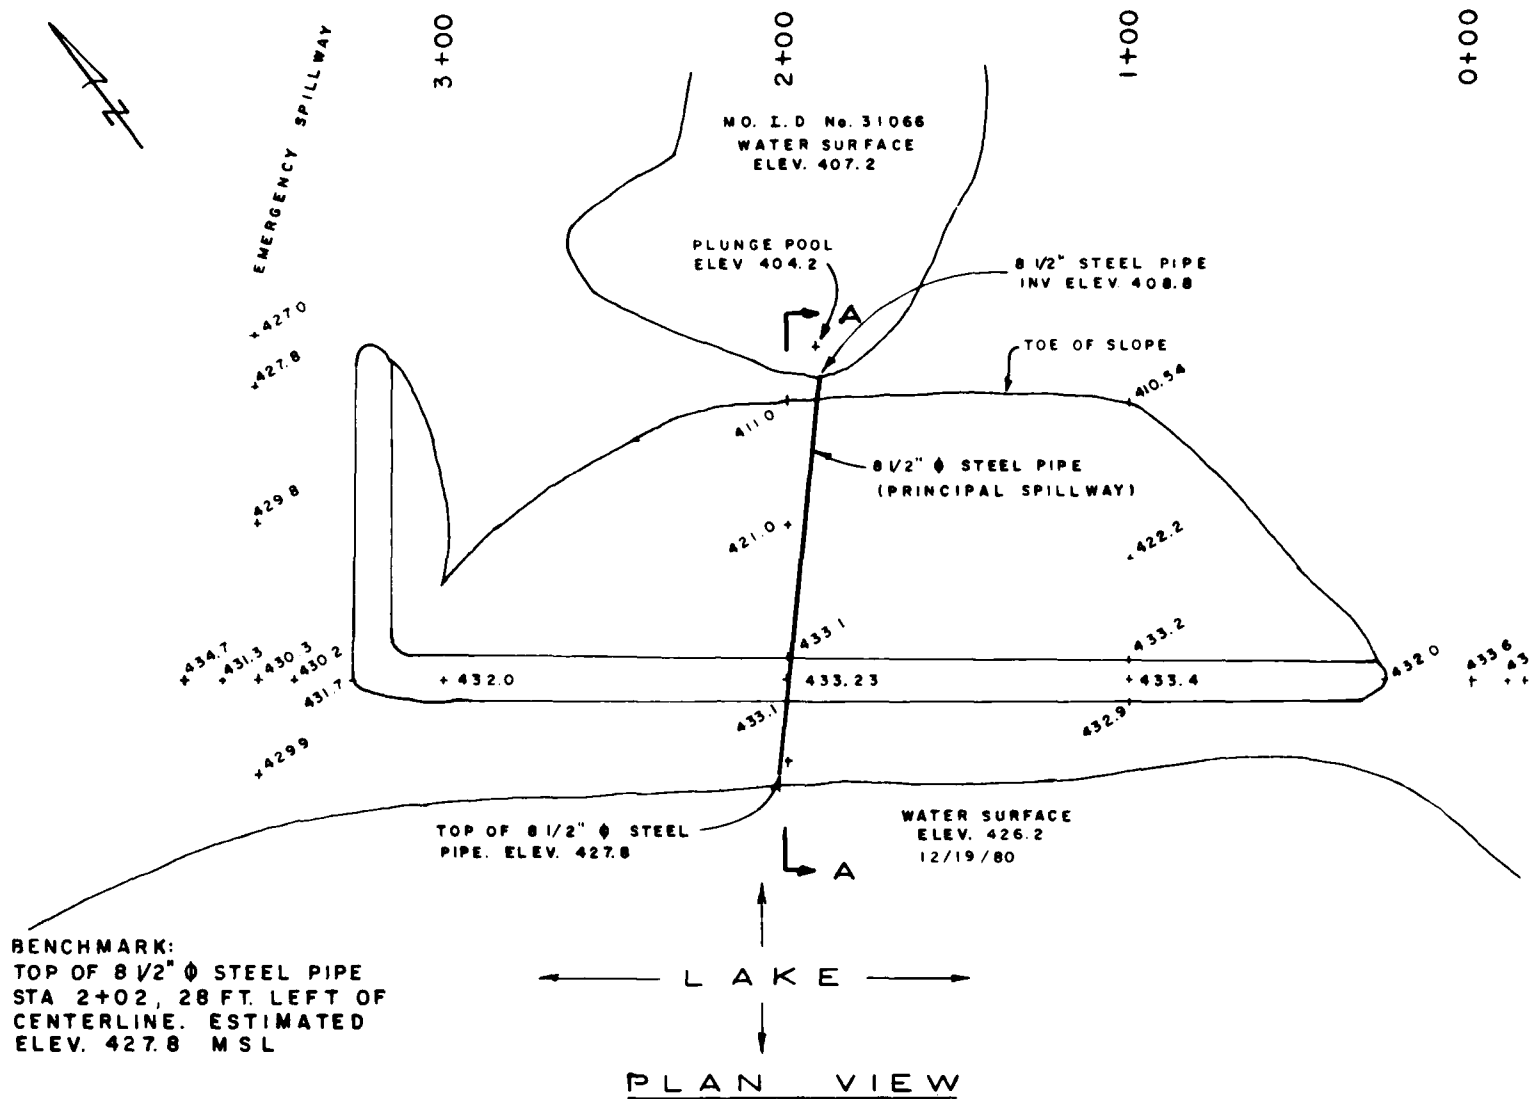 3+00
2+00
1+00
0+00
EMERGENCY SPILLWAY
MO. I.D No. 31066
WATER SURFACE
ELEV. 407.2
PLUNGE POOL
ELEV 404.2
8 1/2" STEEL PIPE
INV ELEV. 408.8
A
TOE OF SLOPE
427.0
427.8
410.54
411.0
8 1/2" ϕ STEEL PIPE
(PRINCIPAL SPILLWAY)
429.8
421.0
422.2
433.1
433.2
434.7
431.3
430.3
430.2
431.7
432.0
433.23
433.4
432.0
433.6
43
433.1
432.9
429.9
TOP OF 8 1/2" ϕ STEEL
PIPE. ELEV. 427.8
WATER SURFACE
ELEV. 426.2
12/19/80
A
LAKE
BENCHMARK:
TOP OF 8 1/2" ϕ STEEL PIPE
STA 2+02, 28 FT. LEFT OF
CENTERLINE. ESTIMATED
ELEV. 427.8 MSL
PLAN VIEW